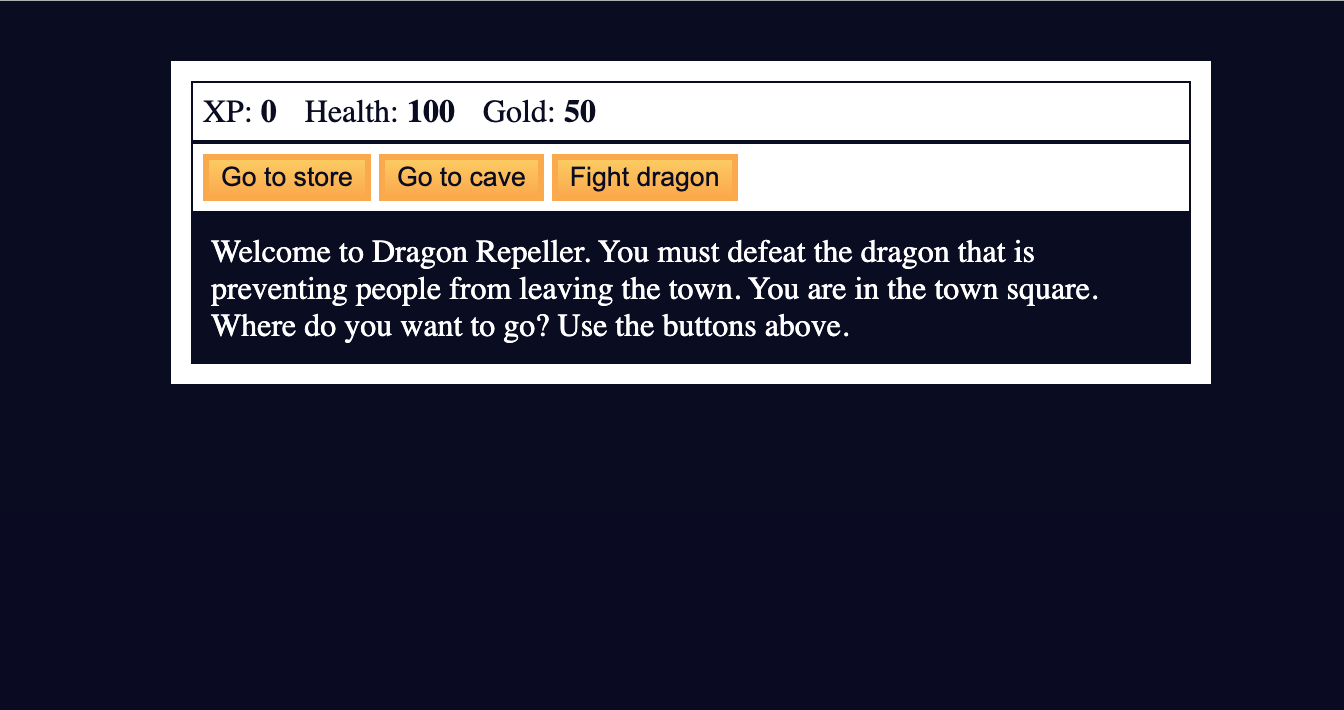 XP: 0 Health: 100 Gold: 50
Go to store Go to cave Fight dragon
Welcome to Dragon Repeller. You must defeat the dragon that is
preventing people from leaving the town. You are in the town square.
Where do you want to go? Use the buttons above.